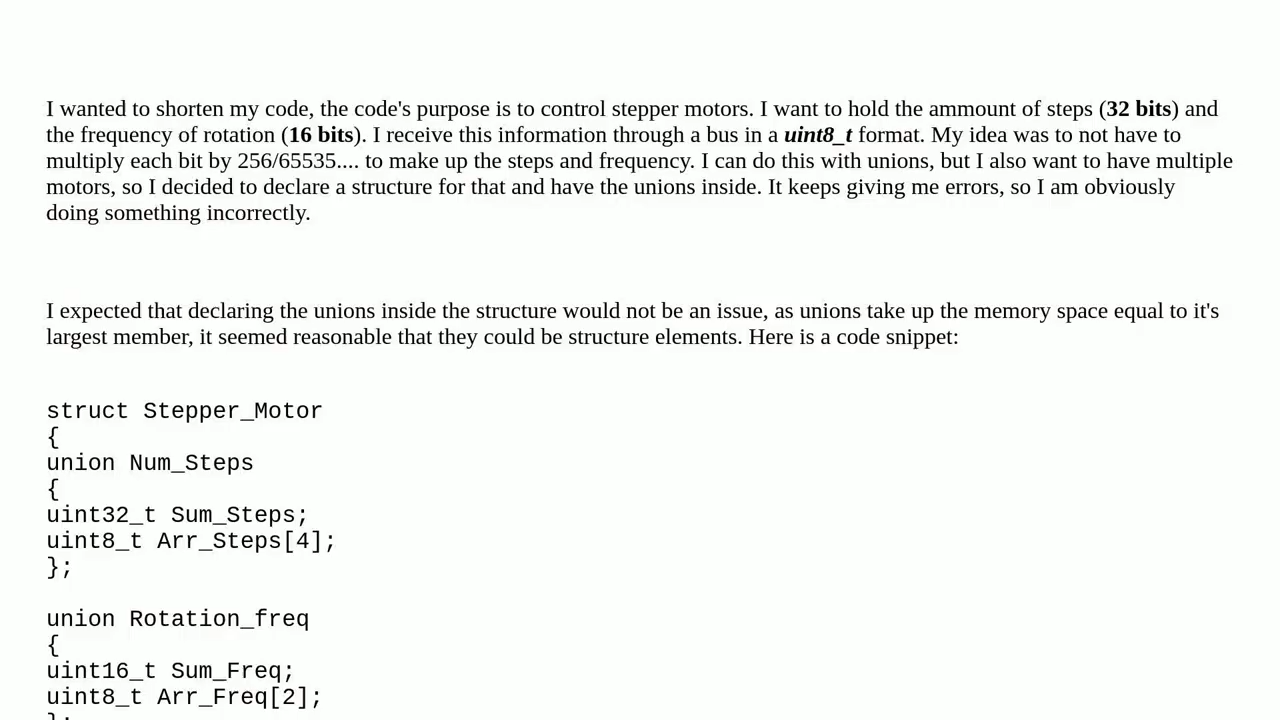 I wanted to shorten my code, the code's purpose is to control stepper motors. I want to hold the ammount of steps (32 bits) and
the frequency of rotation (16 bits). I receive this information through a bus in a uint8_t format. My idea was to not have to
multiply each bit by 256/65535.... to make up the steps and frequency. I can do this with unions, but I also want to have multiple
motors, so I decided to declare a structure for that and have the unions inside. It keeps giving me errors, so I am obviously
doing something incorrectly.
I expected that declaring the unions inside the structure would not be an issue, as unions take up the memory space equal to it's
largest member, it seemed reasonable that they could be structure elements. Here is a code snippet:
struct Stepper_Motor
{
union Num_Steps
{
uint32_t Sum_Steps;
uint8_t Arr_Steps[4];
};
union Rotation_freq
{
uint16_t Sum_Freq;
uint8_t Arr_Freq[2];
};